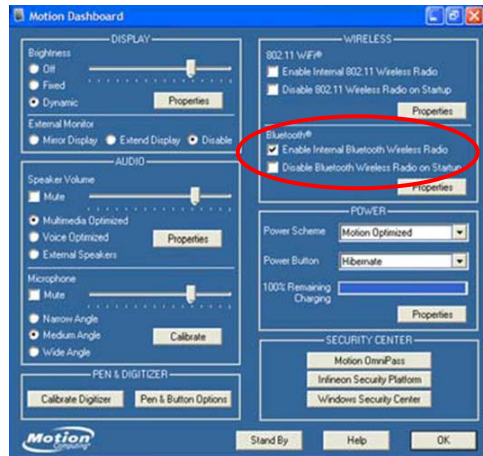 Motion Dashboard
DISPLAY
Brightness
Off
Fixed
Dynamic
Properties
External Monitor
Mirror Display
Extend Display
Disable
AUDIO
Speaker Volume
Mute
Multimedia Optimized
Voice Optimized
Properties
External Speakers
Microphone
Mute
Narrow Angle
Medium Angle
Calibrate
Wide Angle
PEN & DIGITIZER
Calibrate Digitizer
Pen & Button Options
WIRELESS
802.11 WiFi®
Enable Internal 802.11 Wireless Radio
Disable 802.11 Wireless Radio on Startup
Properties
Bluetooth®
Enable Internal Bluetooth Wireless Radio
Disable Bluetooth Wireless Radio on Startup
Properties
POWER
Power Scheme
Motion Optimized
Power Button
Hibernate
100% Remaining
Charging
Properties
SECURITY CENTER
Motion OmniPass
Infineon Security Platform
Windows Security Center
Motion
Stand By
Help
OK